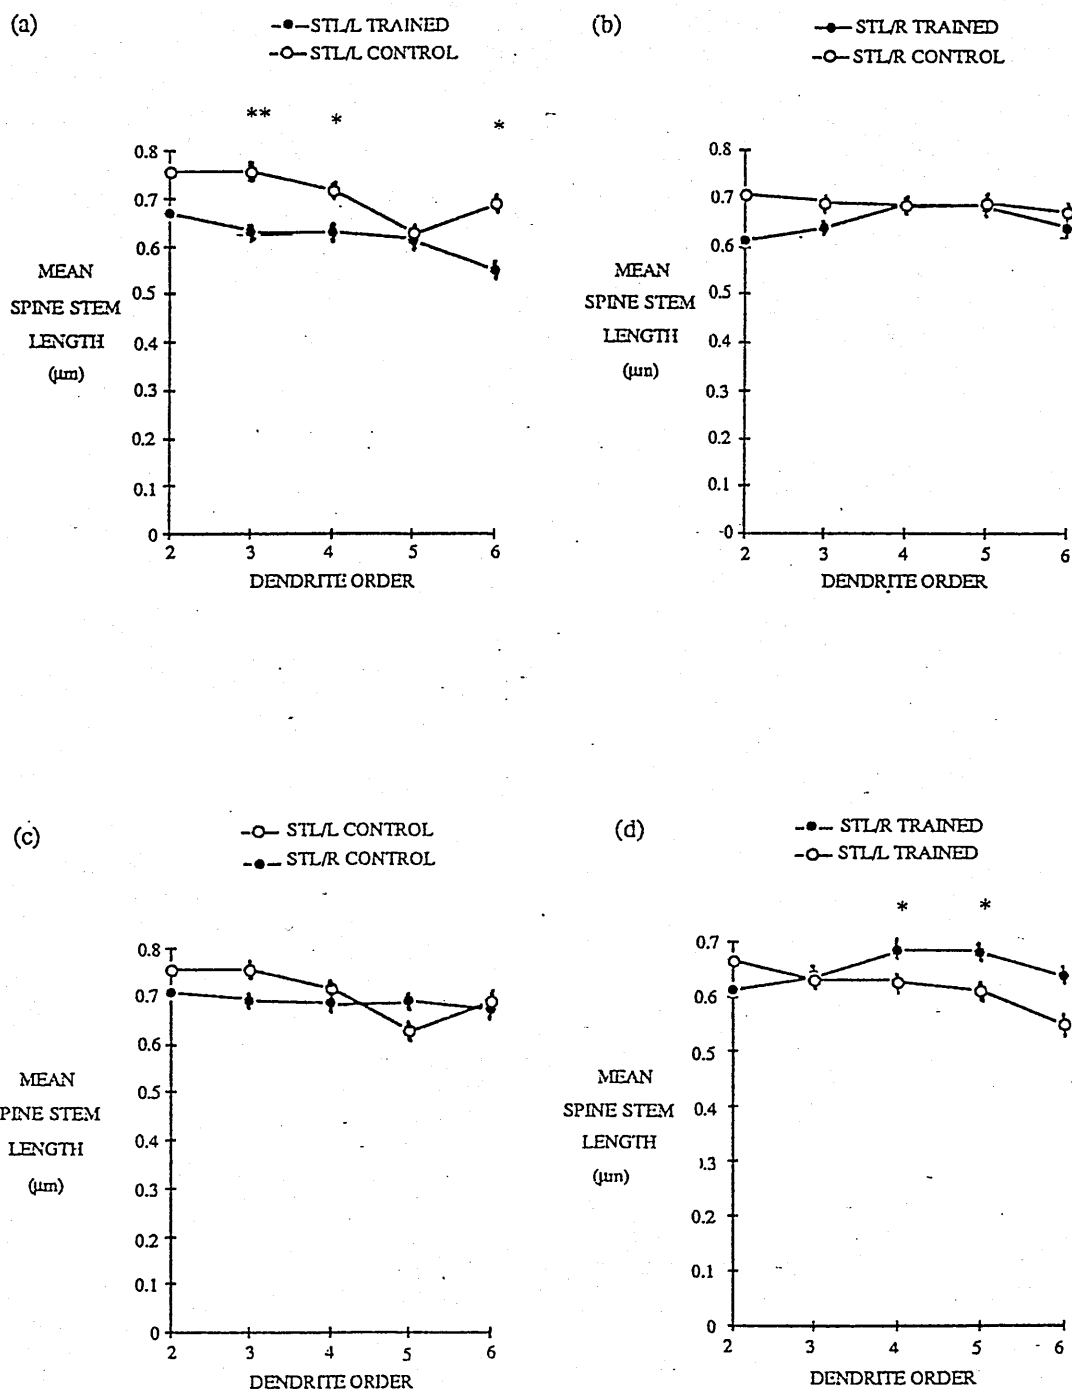 (a)
STL/L TRAINED
STL/L CONTROL
** * *
0.8
0.7
0.6
0.5
0.4
0.3
0.2
0.1
0
MEAN
SPINE STEM
LENGTH
(µm)
2 3 4 5 6
DENDRITE ORDER
(b)
STL/R TRAINED
STL/R CONTROL
0.8
0.7
0.6
0.5
0.4
0.3
0.2
0.1
0
MEAN
SPINE STEM
LENGTH
(µm)
2 3 4 5 6
DENDRITE ORDER
(c)
STL/L CONTROL
STL/R CONTROL
0.8
0.7
0.6
0.5
0.4
0.3
0.2
0.1
0
MEAN
PINE STEM
LENGTH
(µm)
2 3 4 5 6
DENDRITE ORDER
(d)
STL/R TRAINED
STL/L TRAINED
* *
0.7
0.6
0.5
0.4
.3
0.2
0.1
0
MEAN
SPINE STEM
LENGTH
(µm)
2 3 4 5 6
DENDRITE ORDER